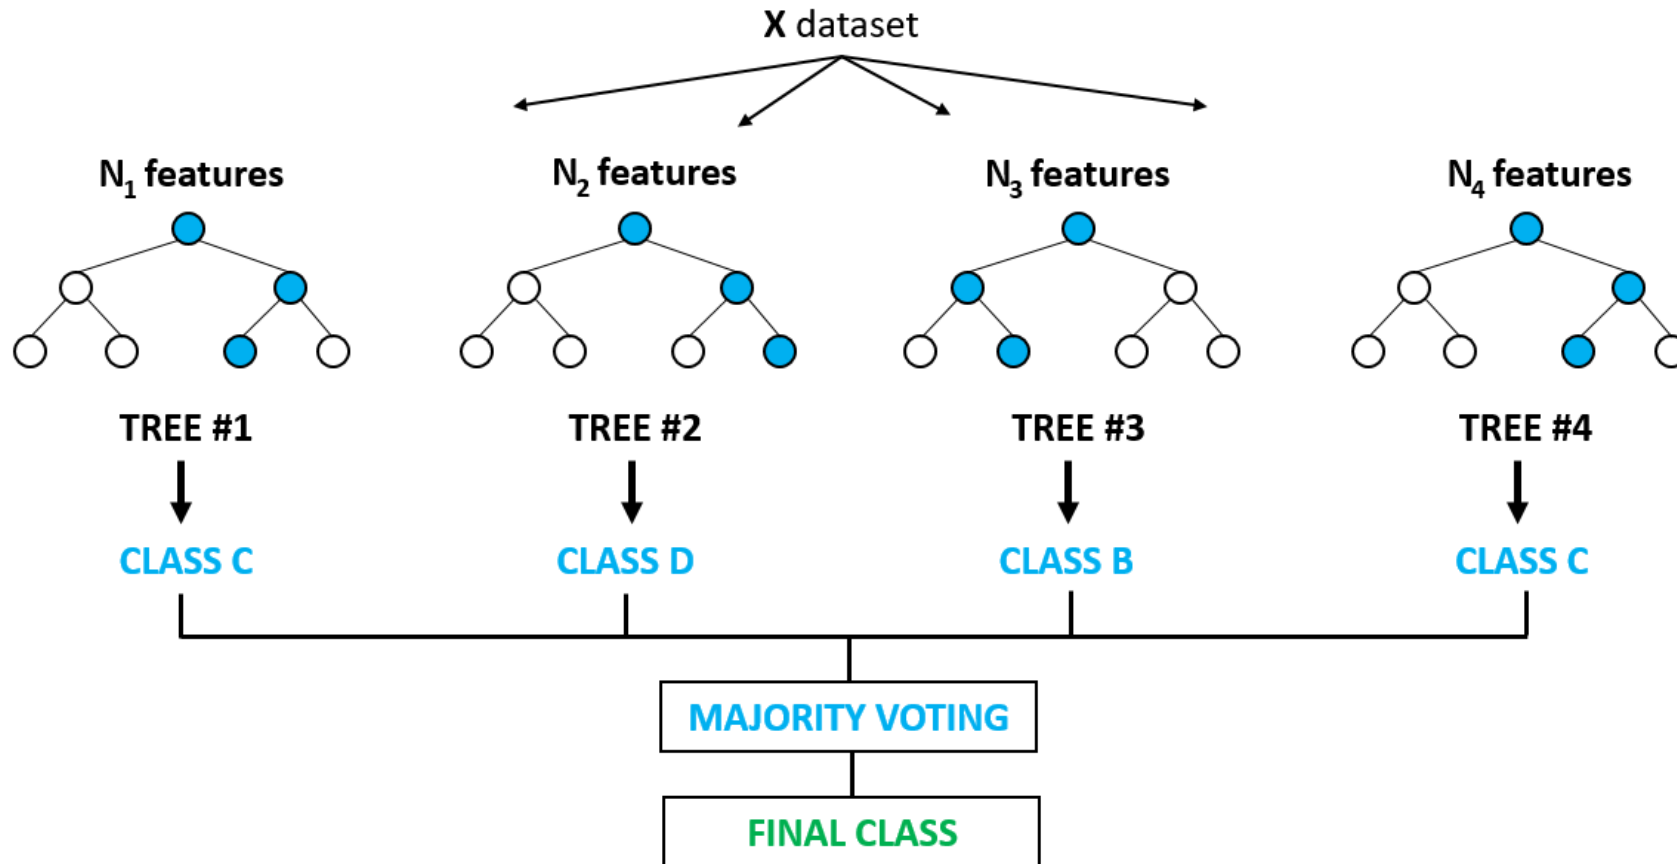 X dataset
N₁ features
N₂ features
N₃ features
N₄ features
TREE #1
TREE #2
TREE #3
TREE #4
CLASS C
CLASS D
CLASS B
CLASS C
MAJORITY VOTING
FINAL CLASS